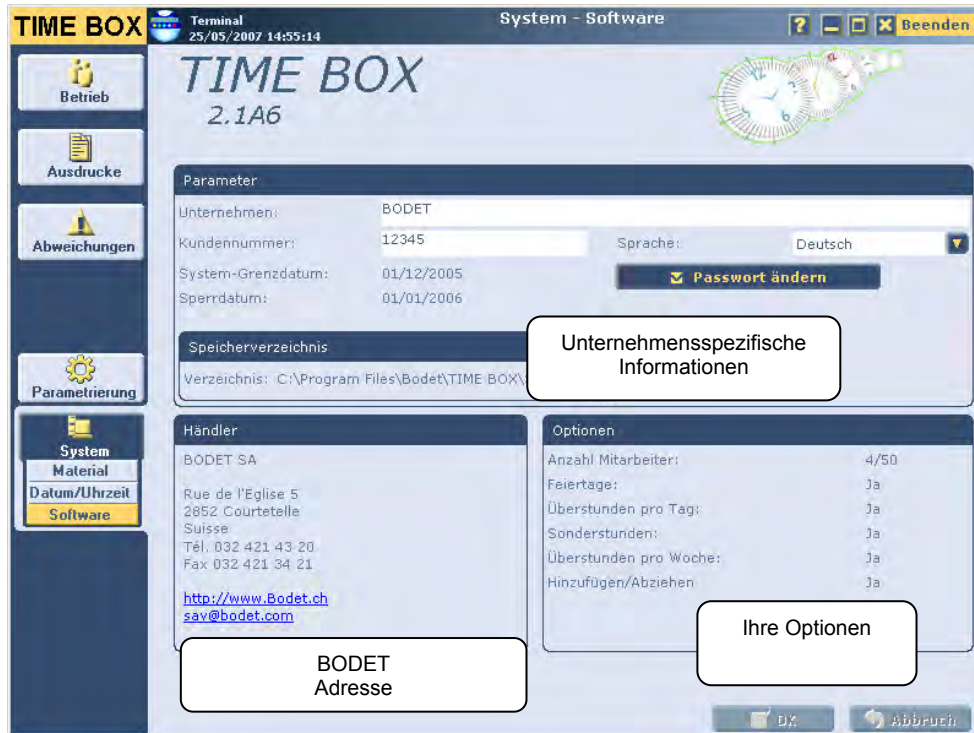 TIME BOX
Terminal
25/05/2007 14:55:14
System - Software
?
Beenden
TIME BOX
2.1A6
Betrieb
Ausdrucke
Abweichungen
Parametrierung
System
Material
Datum/Uhrzeit
Software
Parameter
Unternehmen: BODET
Kundennummer: 12345 Sprache: Deutsch
System-Grenzdatum: 01/12/2005 Passwort ändern
Sperrdatum: 01/01/2006
Speicherverzeichnis
Verzeichnis: C:\Program Files\Bodet\TIME BOX\
Unternehmensspezifische
Informationen
Händler
BODET SA
Rue de l'Eglise 5
2852 Courtetelle
Suisse
Tél. 032 421 43 20
Fax 032 421 34 21
http://www.Bodet.ch
sav@bodet.com
BODET
Adresse
Optionen
Anzahl Mitarbeiter: 4/50
Feiertage: Ja
Überstunden pro Tag: Ja
Sonderstunden: Ja
Überstunden pro Woche: Ja
Hinzufügen/Abziehen Ja
Ihre Optionen
OK
Abbruch